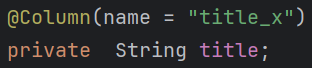 @Column(name = "title_x")
private  String title;